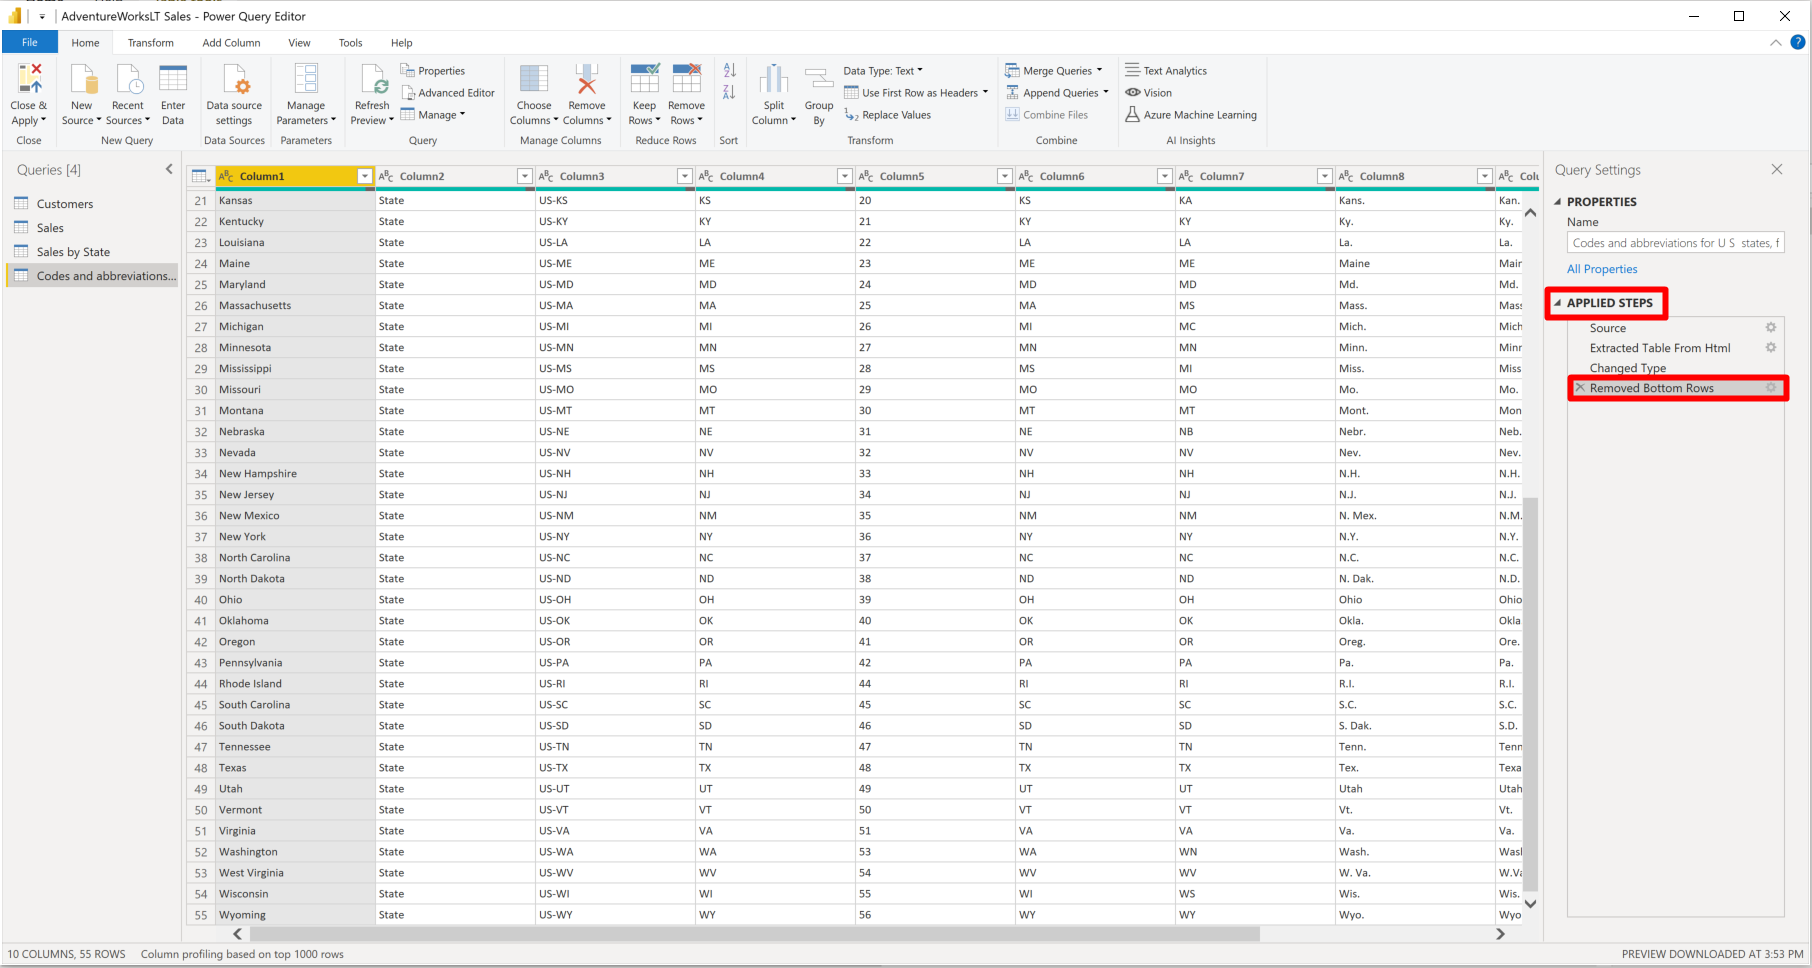 AdventureWorksLT Sales - Power Query Editor
File Home Transform Add Column View Tools Help
Close & Apply
New Source
Recent Sources
Enter Data
Data source settings
Manage Parameters
Refresh Preview
Properties
Advanced Editor
Manage
Choose Columns
Remove Columns
Keep Rows
Remove Rows
Split Column
Group By
Data Type: Text
Use First Row as Headers
Replace Values
Merge Queries
Append Queries
Combine Files
Text Analytics
Vision
Azure Machine Learning
Close New Query Data Sources Parameters Query Manage Columns Reduce Rows Sort Transform Combine AI Insights
Queries [4]
Customers
Sales
Sales by State
Codes and abbreviations...
Column1 Column2 Column3 Column4 Column5 Column6 Column7 Column8 Colu
21 Kansas State US-KS KS 20 KS KA Kans. Kan.
22 Kentucky State US-KY KY 21 KY KY Ky. Ky.
23 Louisiana State US-LA LA 22 LA LA La. La.
24 Maine State US-ME ME 23 ME ME Maine Mair
25 Maryland State US-MD MD 24 MD MD Md. Md.
26 Massachusetts State US-MA MA 25 MA MS Mass. Mass
27 Michigan State US-MI MI 26 MI MC Mich. Mich
28 Minnesota State US-MN MN 27 MN MN Minn. Minr
29 Mississippi State US-MS MS 28 MS MI Miss. Miss
30 Missouri State US-MO MO 29 MO MO Mo. Mo.
31 Montana State US-MT MT 30 MT MT Mont. Mon
32 Nebraska State US-NE NE 31 NE NB Nebr. Neb.
33 Nevada State US-NV NV 32 NV NV Nev. Nev.
34 New Hampshire State US-NH NH 33 NH NH N.H. N.H.
35 New Jersey State US-NJ NJ 34 NJ NJ N.J. N.J.
36 New Mexico State US-NM NM 35 NM NM N. Mex. N.M.
37 New York State US-NY NY 36 NY NY N.Y. N.Y.
38 North Carolina State US-NC NC 37 NC NC N.C. N.C.
39 North Dakota State US-ND ND 38 ND ND N. Dak. N.D.
40 Ohio State US-OH OH 39 OH OH Ohio Ohio
41 Oklahoma State US-OK OK 40 OK OK Okla. Okla
42 Oregon State US-OR OR 41 OR OR Oreg. Ore.
43 Pennsylvania State US-PA PA 42 PA PA Pa. Pa.
44 Rhode Island State US-RI RI 44 RI RI R.I. R.I.
45 South Carolina State US-SC SC 45 SC SC S.C. S.C.
46 South Dakota State US-SD SD 46 SD SD S. Dak. S.D.
47 Tennessee State US-TN TN 47 TN TN Tenn. Tenn
48 Texas State US-TX TX 48 TX TX Tex. Texa
49 Utah State US-UT UT 49 UT UT Utah Utah
50 Vermont State US-VT VT 50 VT VT Vt. Vt.
51 Virginia State US-VA VA 51 VA VA Va. Va.
52 Washington State US-WA WA 53 WA WN Wash. Wasl
53 West Virginia State US-WV WV 54 WV WV W. Va. W.Va
54 Wisconsin State US-WI WI 55 WI WS Wis. Wis.
55 Wyoming State US-WY WY 56 WY WY Wyo. Wyo
Query Settings
PROPERTIES
Name
Codes and abbreviations for U S states, f
All Properties
APPLIED STEPS
Source
Extracted Table From Html
Changed Type
Removed Bottom Rows
10 COLUMNS, 55 ROWS Column profiling based on top 1000 rows
PREVIEW DOWNLOADED AT 3:53 PM